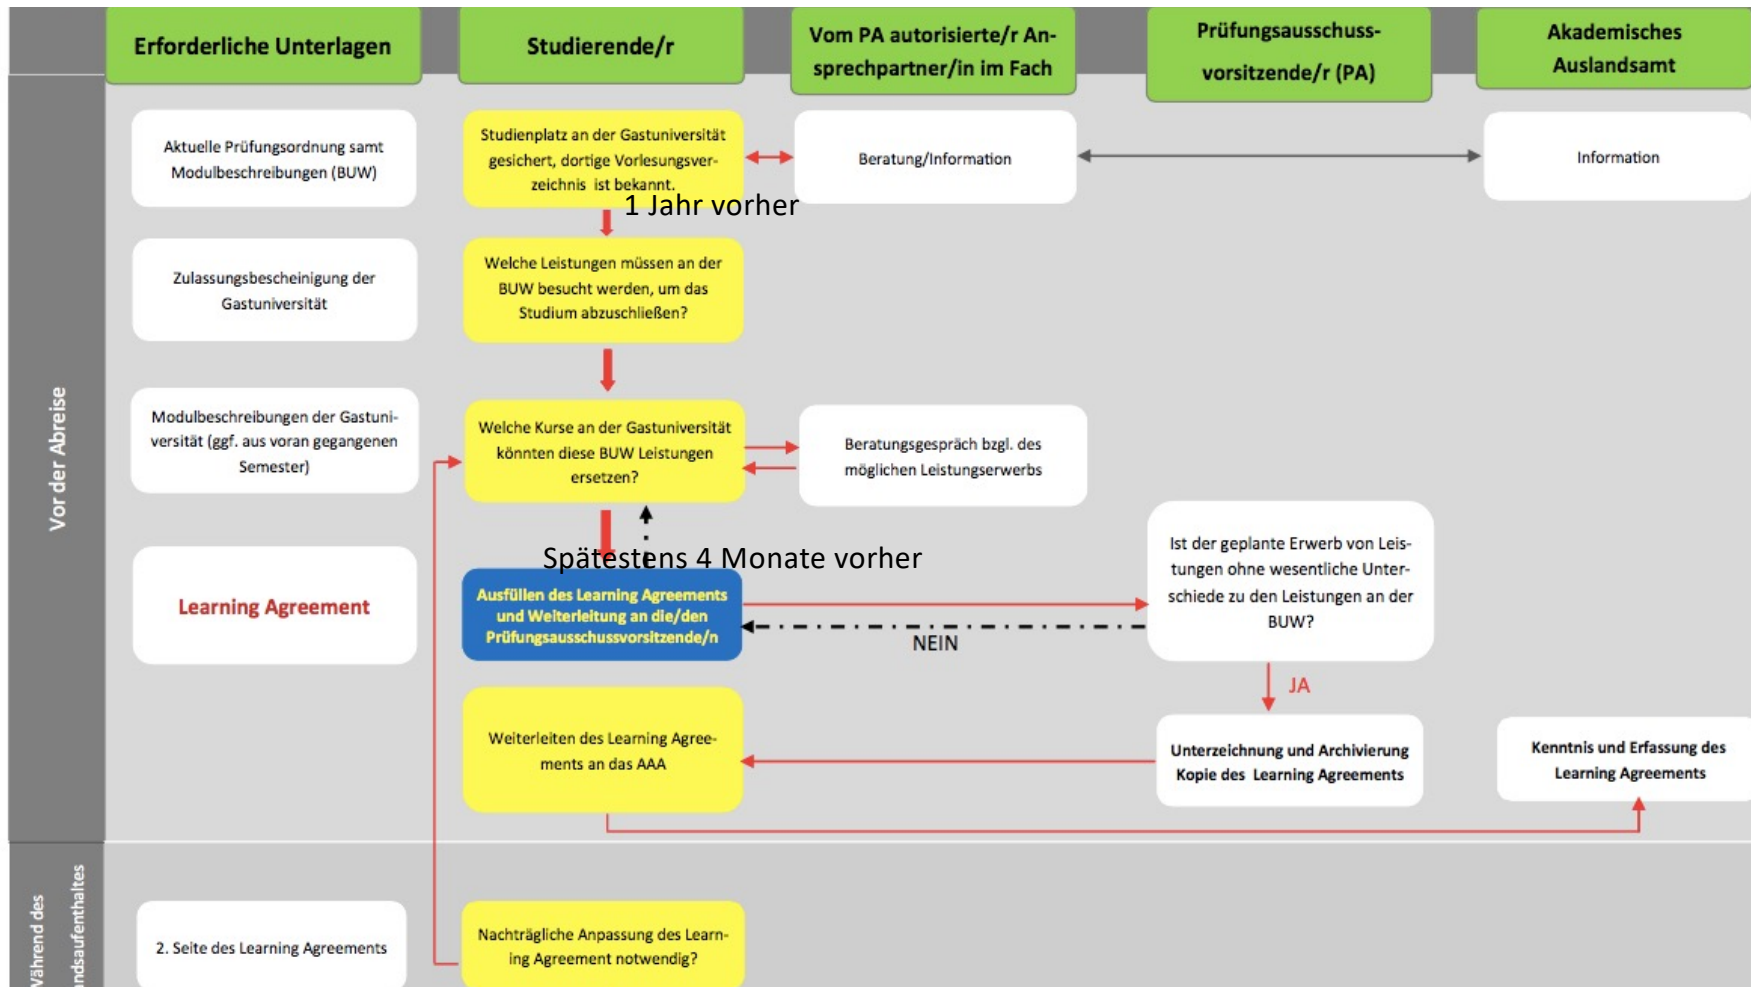 Erforderliche Unterlagen
Studierende/r
Vom PA autorisierte/r An-
sprechpartner/in im Fach
Prüfungsausschuss-
vorsitzende/r (PA)
Akademisches
Auslandsamt
Vor der Abreise
Aktuelle Prüfungsordnung samt
Modulbeschreibungen (BUW)
Studienplatz an der Gastuniversität
gesichert, dortige Vorlesungsver-
zeichnis ist bekannt.
Beratung/Information
Information
1 Jahr vorher
Zulassungsbescheinigung der
Gastuniversität
Welche Leistungen müssen an der
BUW besucht werden, um das
Studium abzuschließen?
Modulbeschreibungen der Gastuni-
versität (ggf. aus voran gegangenen
Semester)
Welche Kurse an der Gastuniversität
könnten diese BUW Leistungen
ersetzen?
Beratungsgespräch bzgl. des
möglichen Leistungserwerbs
Spätestens 4 Monate vorher
Learning Agreement
Ausfüllen des Learning Agreements
und Weiterleitung an die/den
Prüfungsausschussvorsitzende/n
Ist der geplante Erwerb von Leis-
tungen ohne wesentliche Unter-
schiede zu den Leistungen an der
BUW?
NEIN
JA
Weiterleiten des Learning Agree-
ments an das AAA
Unterzeichnung und Archivierung
Kopie des Learning Agreements
Kenntnis und Erfassung des
Learning Agreements
Während des
andsaufenthaltes
2. Seite des Learning Agreements
Nachträgliche Anpassung des Learn-
ing Agreement notwendig?